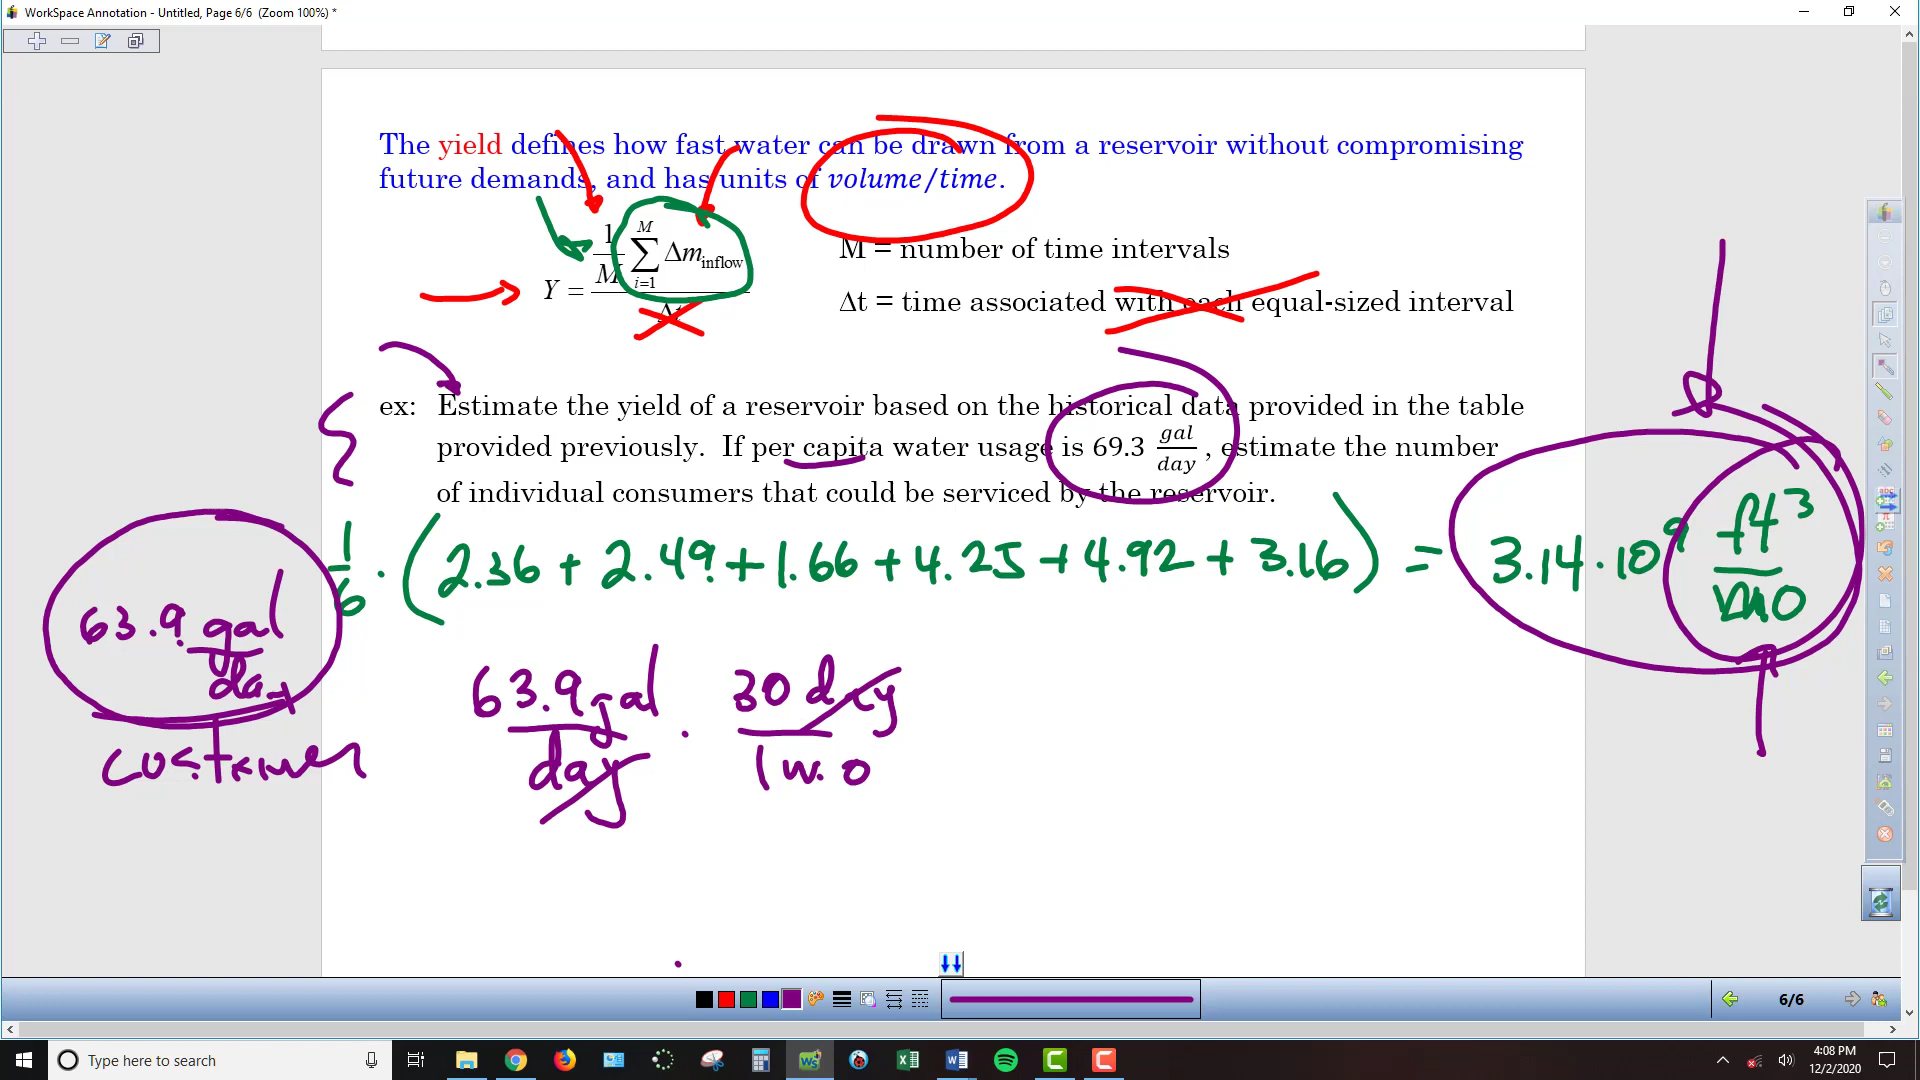 WorkSpace Annotation - Untitled, Page 6/6 (Zoom 100%) *
The yield defines how fast water can be drawn from a reservoir without compromising
future demands, and has units of volume/time.
Y = 1/M M∑i=1 Δm inflow / Δt
M = number of time intervals
Δt = time associated with each equal-sized interval
ex: Estimate the yield of a reservoir based on the historical data provided in the table
provided previously. If per capita water usage is 69.3 gal/day , estimate the number
of individual consumers that could be serviced by the reservoir.
1/6 · (2.36 + 2.49 + 1.66 + 4.25 + 4.92 + 3.16) = 3.14 · 10^9 ft^3/mo
63.9 gal/day
customer
63.9 gal/day · 30 day/1 mo
6/6
Type here to search
4:08 PM
12/2/2020